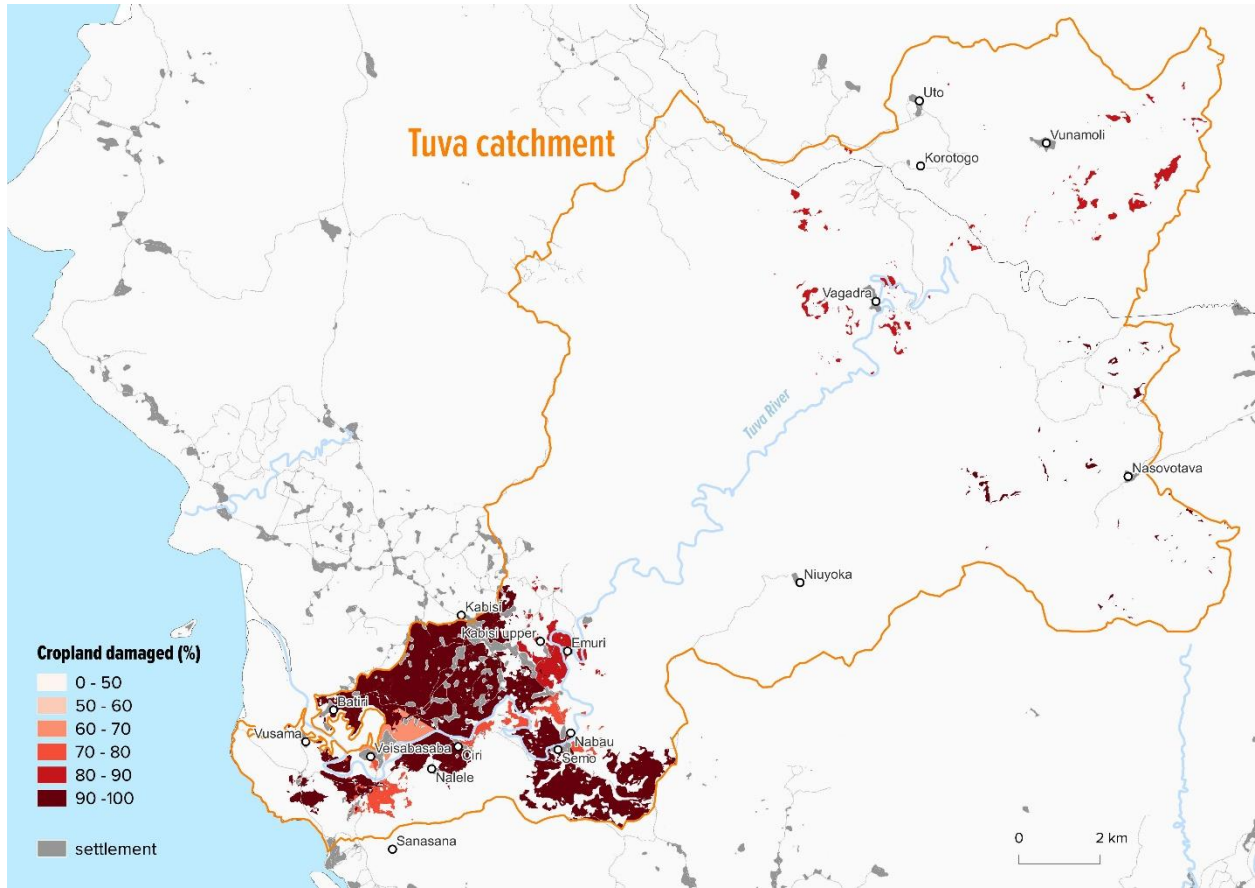 Tuva catchment
Uto
Vunamoli
Korotogo
Vagadra
Tuva River
Nasovotava
Niuyoka
Kabisi
Kabisi upper
Emuri
Batiri
Vusama
Veisabasaba
Ciri
Nabau
Semo
Nalele
Sanasana
Cropland damaged (%)
0 - 50
50 - 60
60 - 70
70 - 80
80 - 90
90 -100
settlement
0 2 km